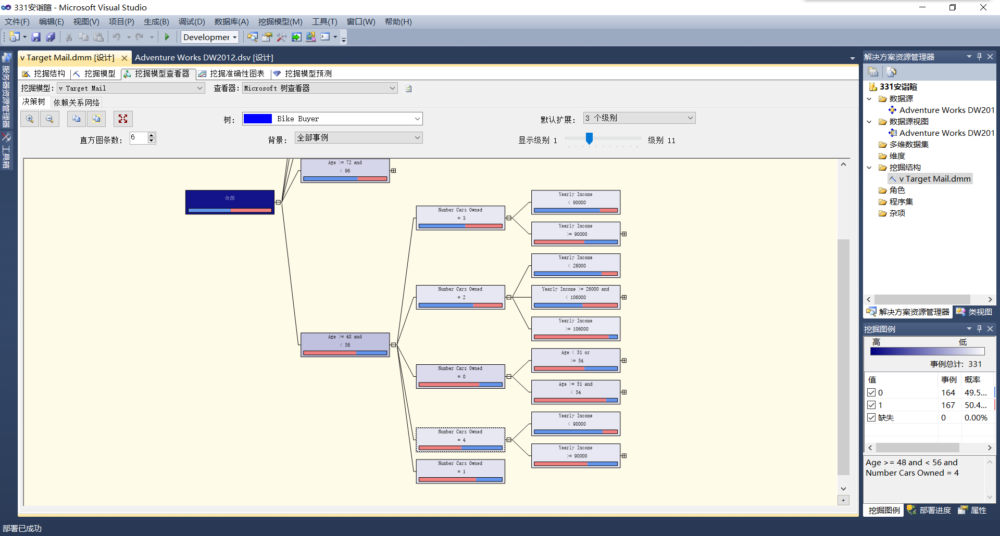 331安诣暄 - Microsoft Visual Studio
文件(F) 编辑(E) 视图(V) 项目(P) 生成(B) 调试(D) 数据库(A) 挖掘模型(M) 工具(T) 窗口(W) 帮助(H)
Developmer
服务器资源管理器
工具箱
v Target Mail.dmm [设计] Adventure Works DW2012.dsv [设计]
挖掘结构 挖掘模型 挖掘模型查看器 挖掘准确性图表 挖掘模型预测
挖掘模型: v Target Mail 查看器: Microsoft 树查看器
决策树 依赖关系网络
树: Bike Buyer 默认扩展: 3 个级别
直方图条数: 6 背景: 全部事例 显示级别 1 级别 11
Age >= 72 and
< 96
全部
Age >= 48 and
< 56
Number Cars Owned
= 3
Number Cars Owned
= 2
Number Cars Owned
= 0
Number Cars Owned
= 4
Number Cars Owned
= 1
Yearly Income
< 90000
Yearly Income
>= 90000
Yearly Income
< 26000
Yearly Income >= 26000 and
< 106000
Yearly Income
>= 106000
Age < 51 or
>= 54
Age >= 51 and
< 54
Yearly Income
< 90000
Yearly Income
>= 90000
解决方案资源管理器
331安诣暄
数据源
Adventure Works DW201
数据源视图
Adventure Works DW201
多维数据集
维度
挖掘结构
v Target Mail.dmm
角色
程序集
杂项
解决方案资源管理器 类视图
挖掘图例
高 低
事例总计: 331
值 事例 概率
0 164 49.5...
1 167 50.4...
缺失 0 0.00%
Age >= 48 and < 56 and
Number Cars Owned = 4
挖掘图例 部署进度 属性
部署已成功